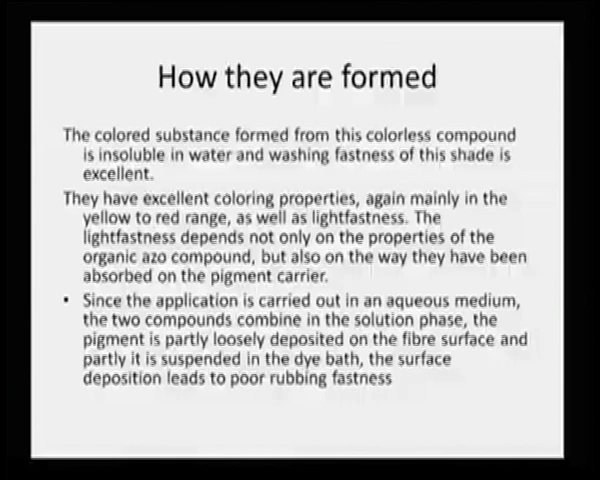 How they are formed
The colored substance formed from this colorless compound
is insoluble in water and washing fastness of this shade is
excellent.
They have excellent coloring properties, again mainly in the
yellow to red range, as well as lightfastness. The
lightfastness depends not only on the properties of the
organic azo compound, but also on the way they have been
absorbed on the pigment carrier.
• Since the application is carried out in an aqueous medium,
the two compounds combine in the solution phase, the
pigment is partly loosely deposited on the fibre surface and
partly it is suspended in the dye bath, the surface
deposition leads to poor rubbing fastness